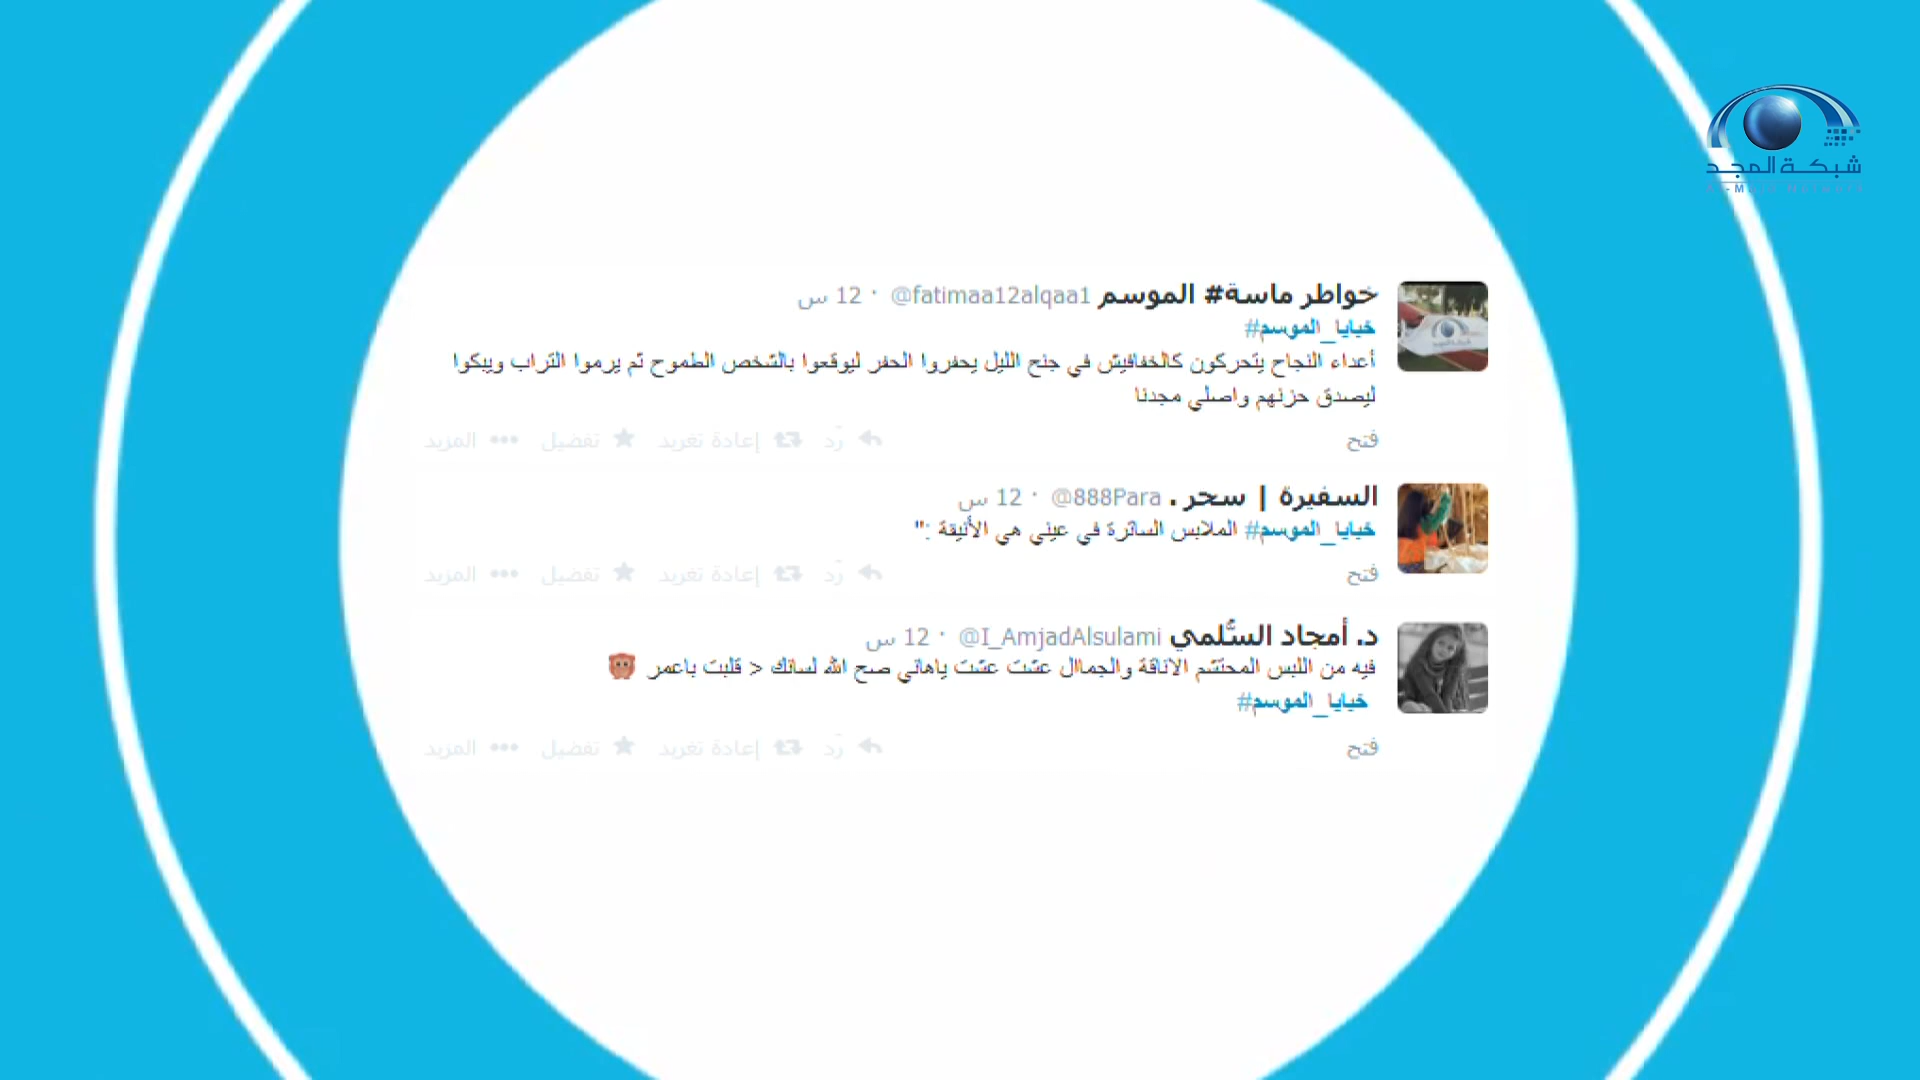 شبكة المجد
خواطر ماسة# الموسم @fatimaa12alqaa1 · 12 س
#خبايا_الموسم
أعداء النجاح يتحركون كالخفافيش في جنح الليل يحفروا الحفر ليوقعوا بالشخص الطموح ثم يرموا التراب ويبكوا
ليصدق حزنهم واصلي مجدنا
فتح رد إعادة تغريد تفضيل المزيد
السفيرة | سحر . @888Para · 12 س
#خبايا_الموسم الملابس الساترة في عيني هي الأنيقة :"
فتح رد إعادة تغريد تفضيل المزيد
د. أمجاد السُّلمي @I_AmjadAlsulami · 12 س
فيه من اللبس المحتشم الاناقة والجماال عشت عشت ياهاني صح الله لسانك < قلبت باعمر
#خبايا_الموسم
فتح رد إعادة تغريد تفضيل المزيد